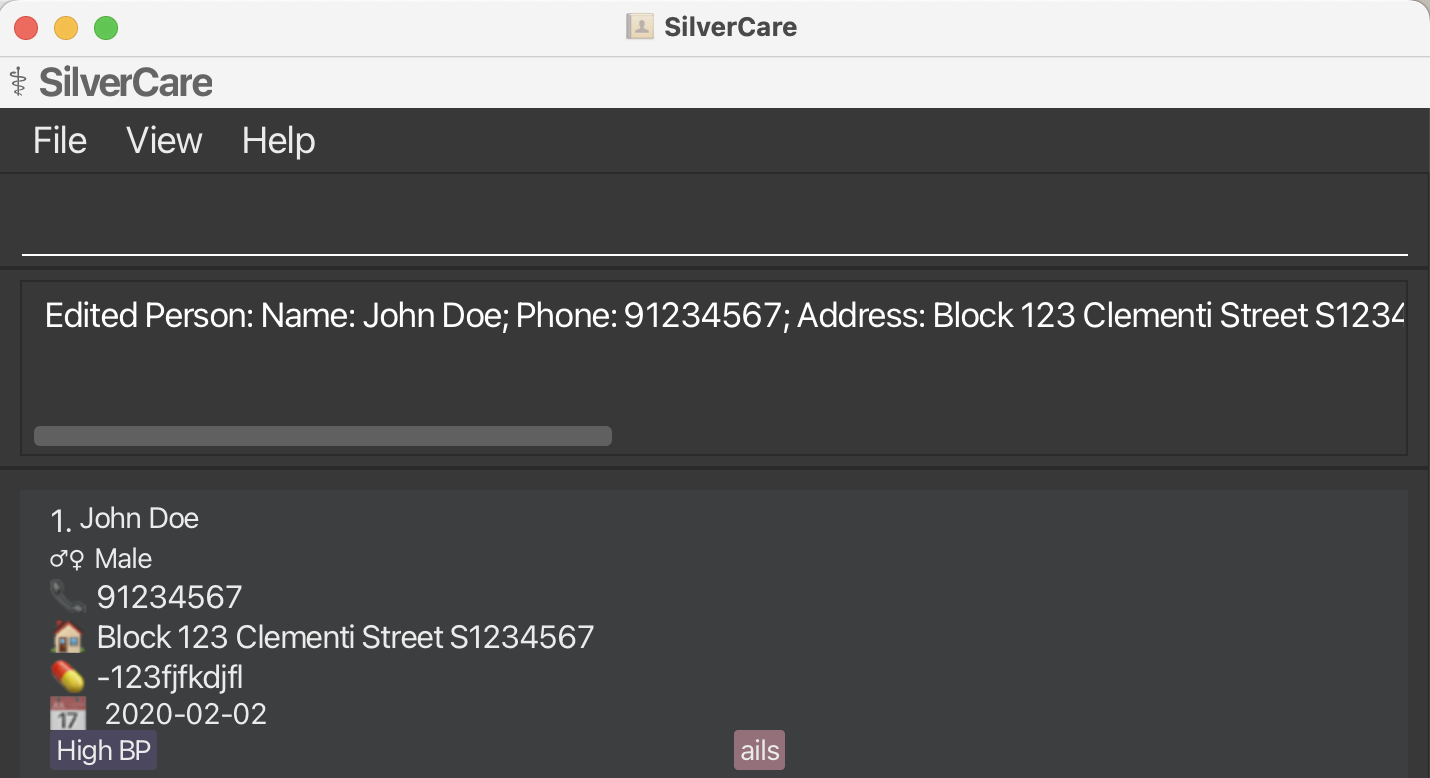 SilverCare
SilverCare
File View Help
Edited Person: Name: John Doe; Phone: 91234567; Address: Block 123 Clementi Street S1234
1. John Doe
♂♀ Male
91234567
Block 123 Clementi Street S1234567
-123fjfkdjfl
17 2020-02-02
High BP ails